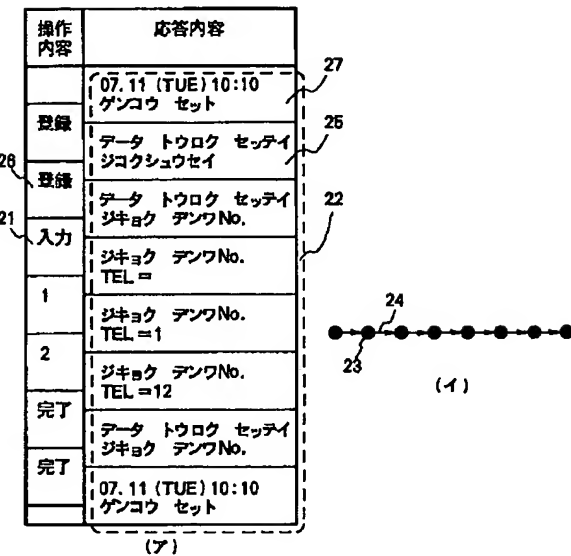 操作
内容
応答内容
07.11 (TUE) 10:10
ゲンコウ セット
27
登録
データ トウロク セッテイ
ジコクシュウセイ
25
26
登録
データ トウロク セッテイ
ジキョク デンワNo.
22
21
入力
ジキョク デンワNo.
TEL=
1
ジキョク デンワNo.
TEL=1
2
ジキョク デンワNo.
TEL=12
完了
データ トウロク セッテイ
ジキョク デンワNo.
完了
07.11 (TUE) 10:10
ゲンコウ セット
(ア)
24
23
(イ)